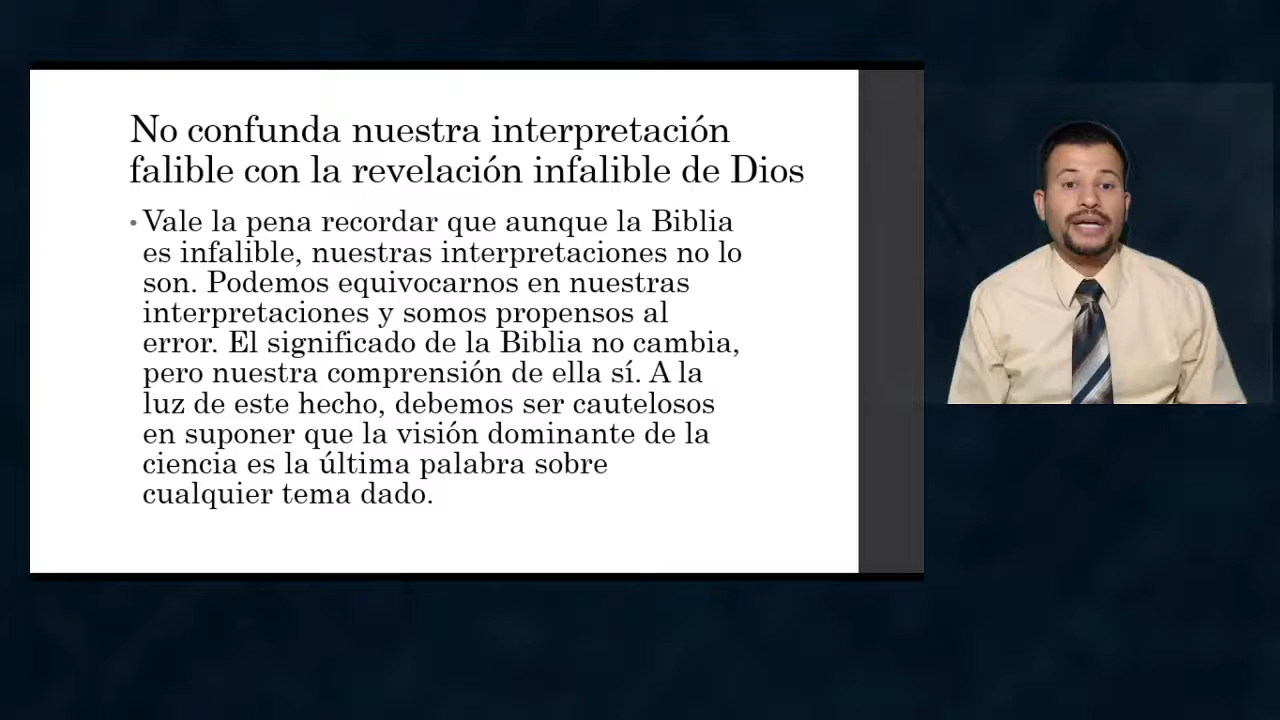 No confunda nuestra interpretación
falible con la revelación infalible de Dios
• Vale la pena recordar que aunque la Biblia
es infalible, nuestras interpretaciones no lo
son. Podemos equivocarnos en nuestras
interpretaciones y somos propensos al
error. El significado de la Biblia no cambia,
pero nuestra comprensión de ella sí. A la
luz de este hecho, debemos ser cautelosos
en suponer que la visión dominante de la
ciencia es la última palabra sobre
cualquier tema dado.